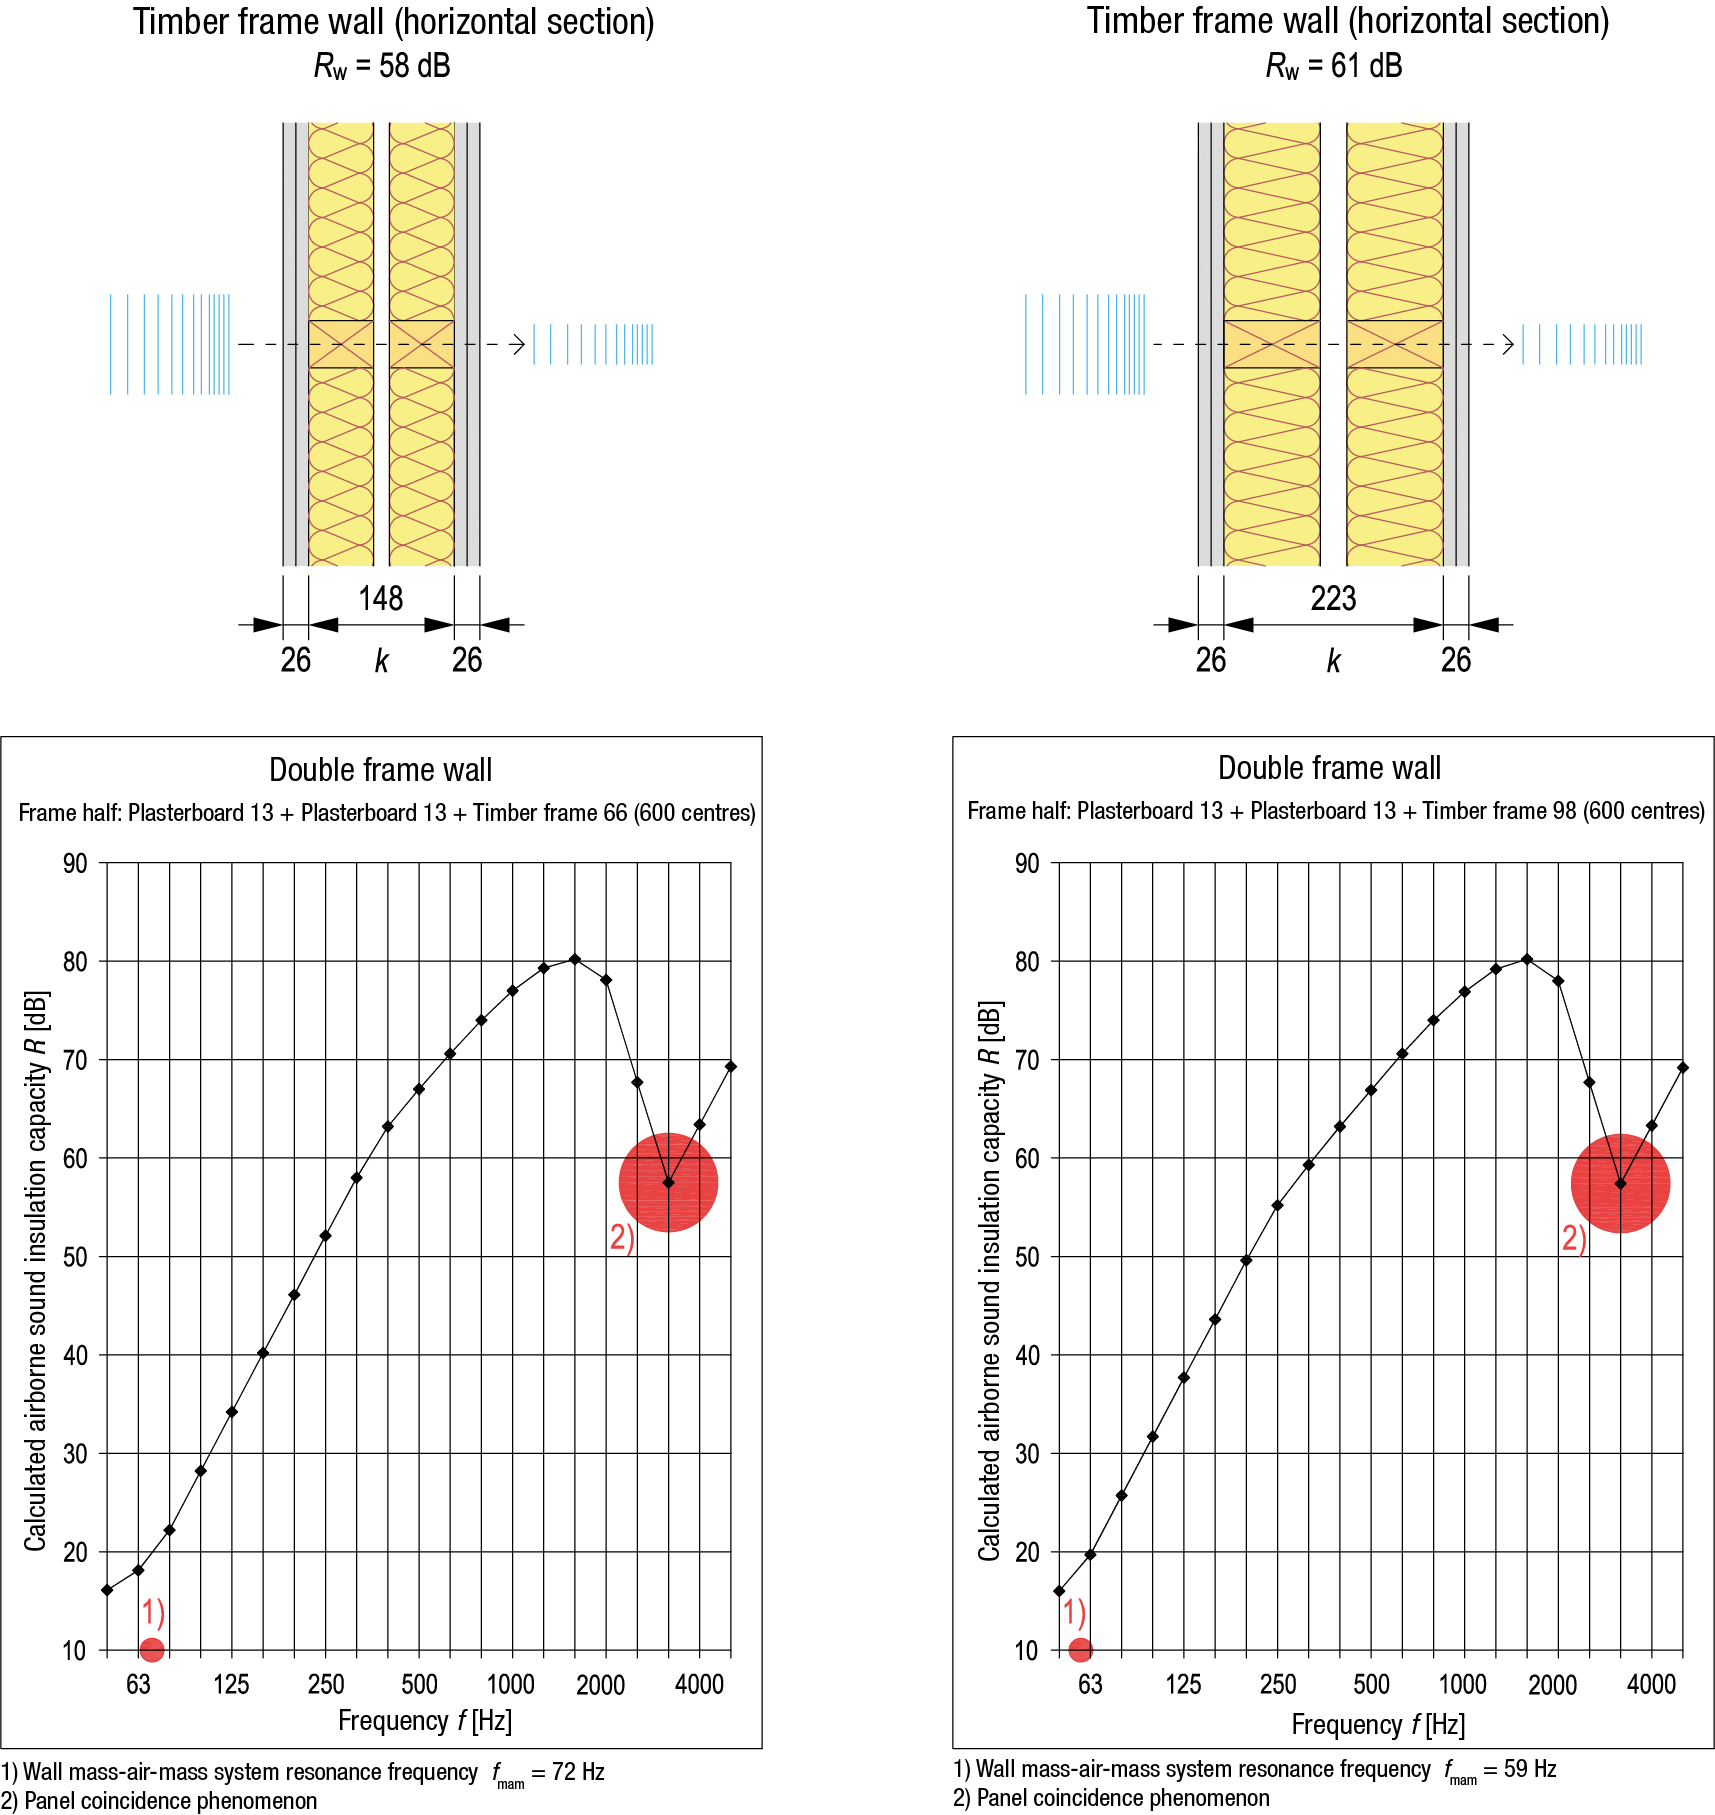 Timber frame wall (horizontal section)
Rw = 58 dB
148
26 k 26
Double frame wall
Frame half: Plasterboard 13 + Plasterboard 13 + Timber frame 66 (600 centres)
Calculated airborne sound insulation capacity R [dB]
90
80
70
60
50
40
30
20
10
2)
1)
63 125 250 500 1000 2000 4000
Frequency f [Hz]
1) Wall mass-air-mass system resonance frequency fmam = 72 Hz
2) Panel coincidence phenomenon
Timber frame wall (horizontal section)
Rw = 61 dB
223
26 k 26
Double frame wall
Frame half: Plasterboard 13 + Plasterboard 13 + Timber frame 98 (600 centres)
Calculated airborne sound insulation capacity R [dB]
90
80
70
60
50
40
30
20
10
2)
1)
63 125 250 500 1000 2000 4000
Frequency f [Hz]
1) Wall mass-air-mass system resonance frequency fmam = 59 Hz
2) Panel coincidence phenomenon